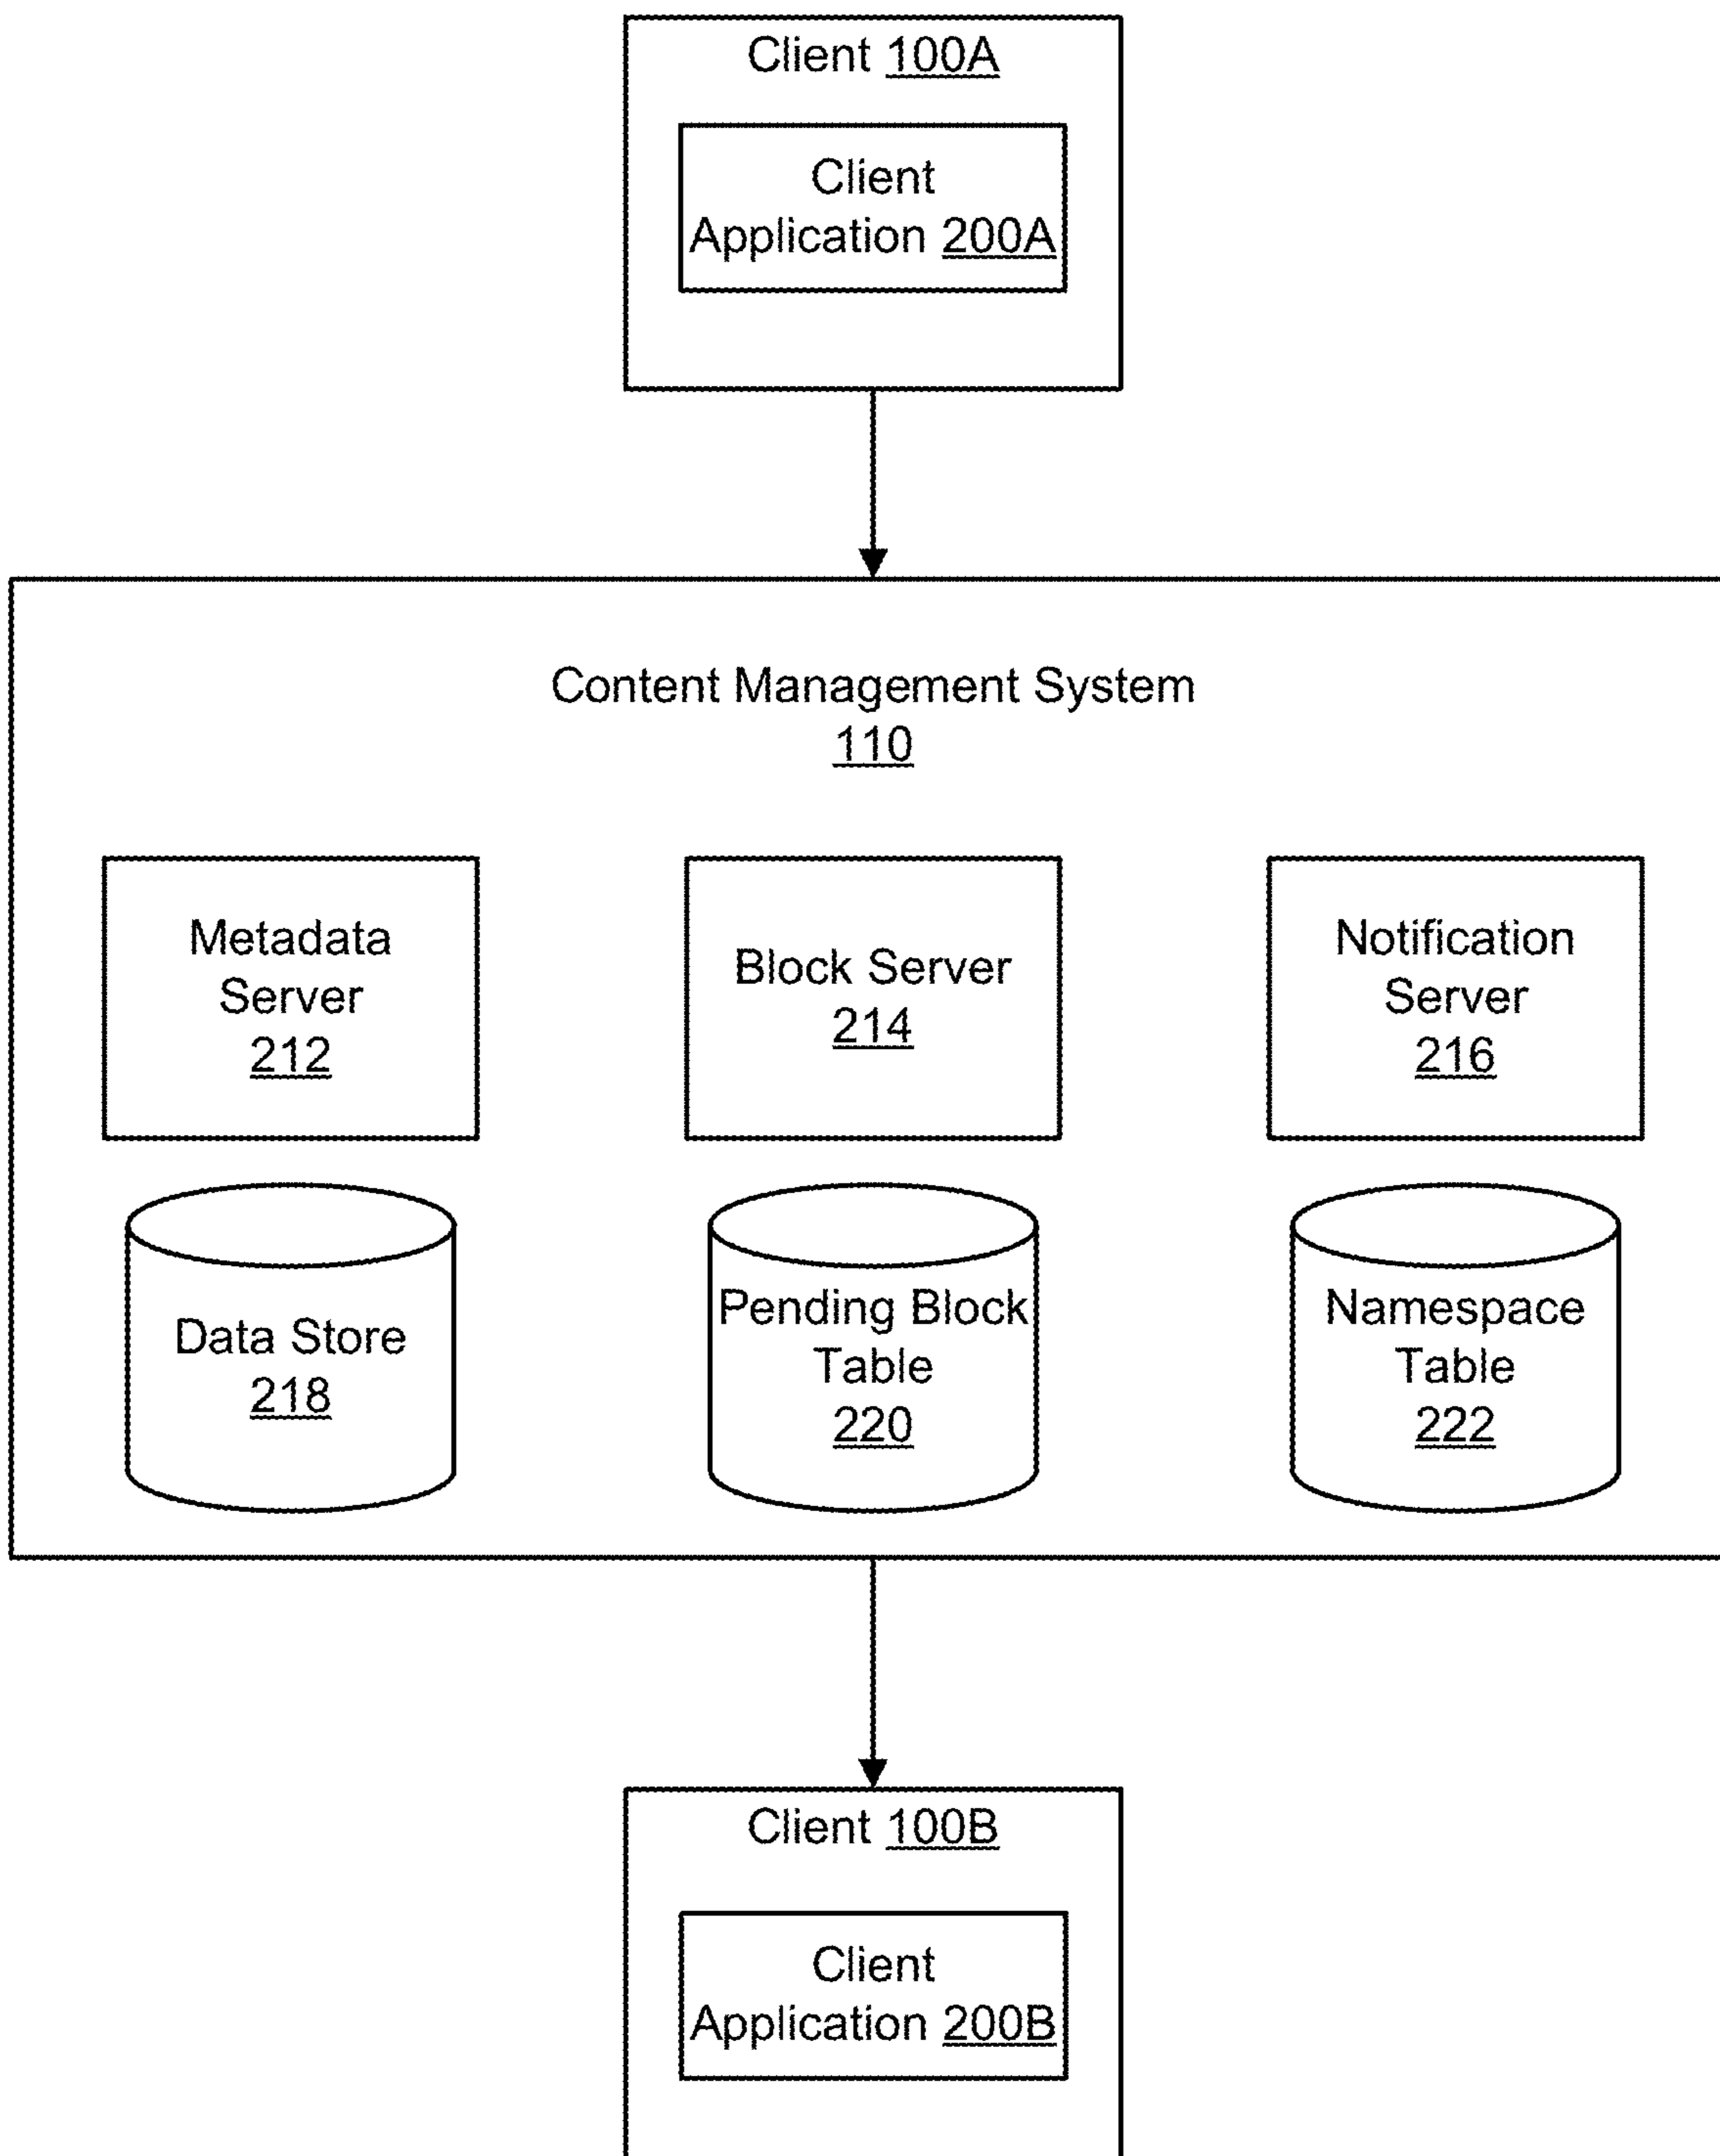 Client 100A
Client
Application 200A
Content Management System
110
Metadata
Server
212
Block Server
214
Notification
Server
216
Data Store
218
Pending Block
Table
220
Namespace
Table
222
Client 100B
Client
Application 200B